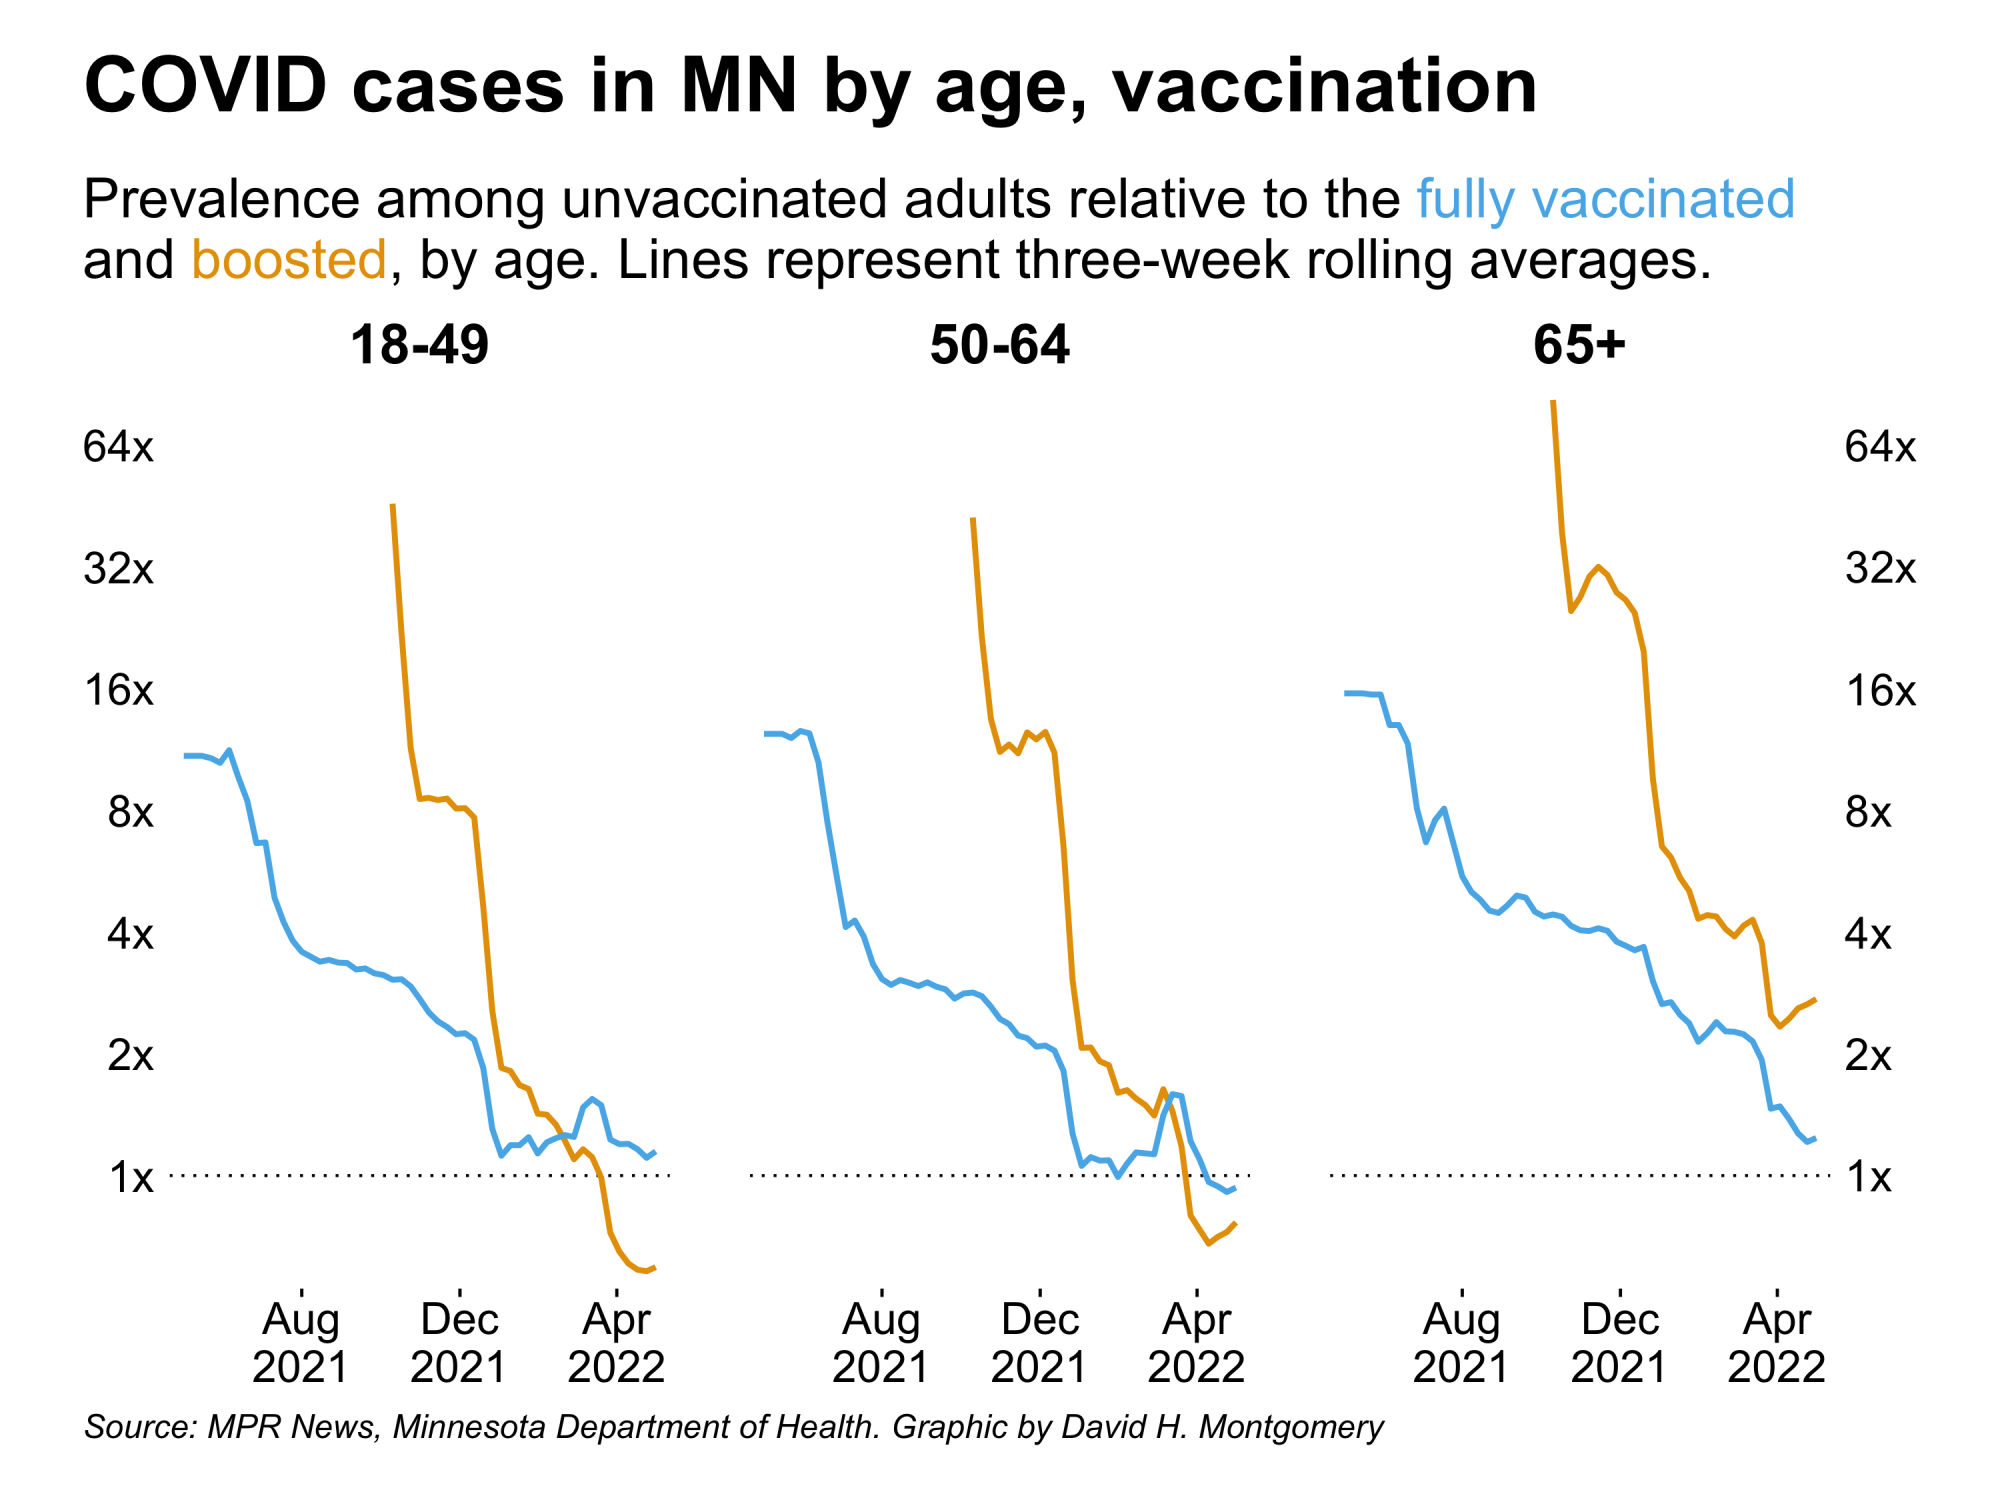 COVID cases in MN by age, vaccination
Prevalence among unvaccinated adults relative to the fully vaccinated
and boosted, by age. Lines represent three-week rolling averages.
18-49 50-64 65+
64x 64x
32x 32x
16x 16x
8x 8x
4x 4x
2x 2x
1x 1x
Aug Dec Apr Aug Dec Apr Aug Dec Apr
2021 2021 2022 2021 2021 2022 2021 2021 2022
Source: MPR News, Minnesota Department of Health. Graphic by David H. Montgomery